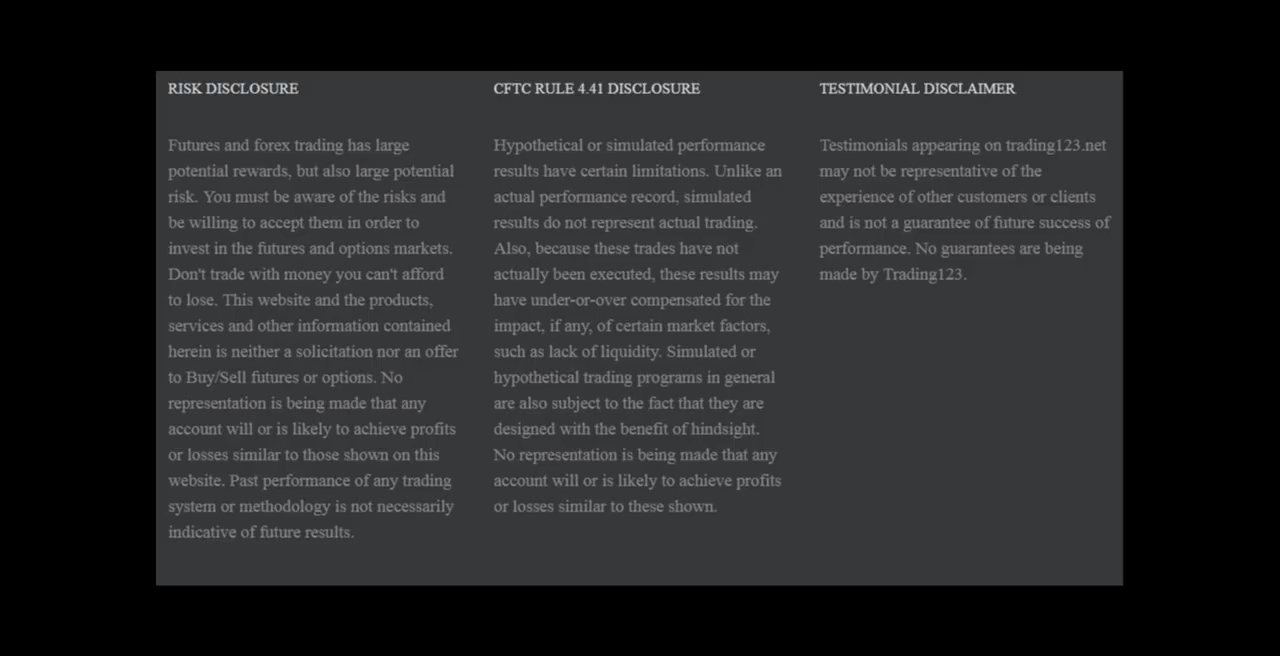 RISK DISCLOSURE
Futures and forex trading has large
potential rewards, but also large potential
risk. You must be aware of the risks and
be willing to accept them in order to
invest in the futures and options markets.
Don't trade with money you can't afford
to lose. This website and the products,
services and other information contained
herein is neither a solicitation nor an offer
to Buy/Sell futures or options. No
representation is being made that any
account will or is likely to achieve profits
or losses similar to those shown on this
website. Past performance of any trading
system or methodology is not necessarily
indicative of future results.
CFTC RULE 4.41 DISCLOSURE
Hypothetical or simulated performance
results have certain limitations. Unlike an
actual performance record, simulated
results do not represent actual trading.
Also, because these trades have not
actually been executed, these results may
have under-or-over compensated for the
impact, if any, of certain market factors,
such as lack of liquidity. Simulated or
hypothetical trading programs in general
are also subject to the fact that they are
designed with the benefit of hindsight.
No representation is being made that any
account will or is likely to achieve profits
or losses similar to these shown.
TESTIMONIAL DISCLAIMER
Testimonials appearing on trading123.net
may not be representative of the
experience of other customers or clients
and is not a guarantee of future success of
performance. No guarantees are being
made by Trading123.